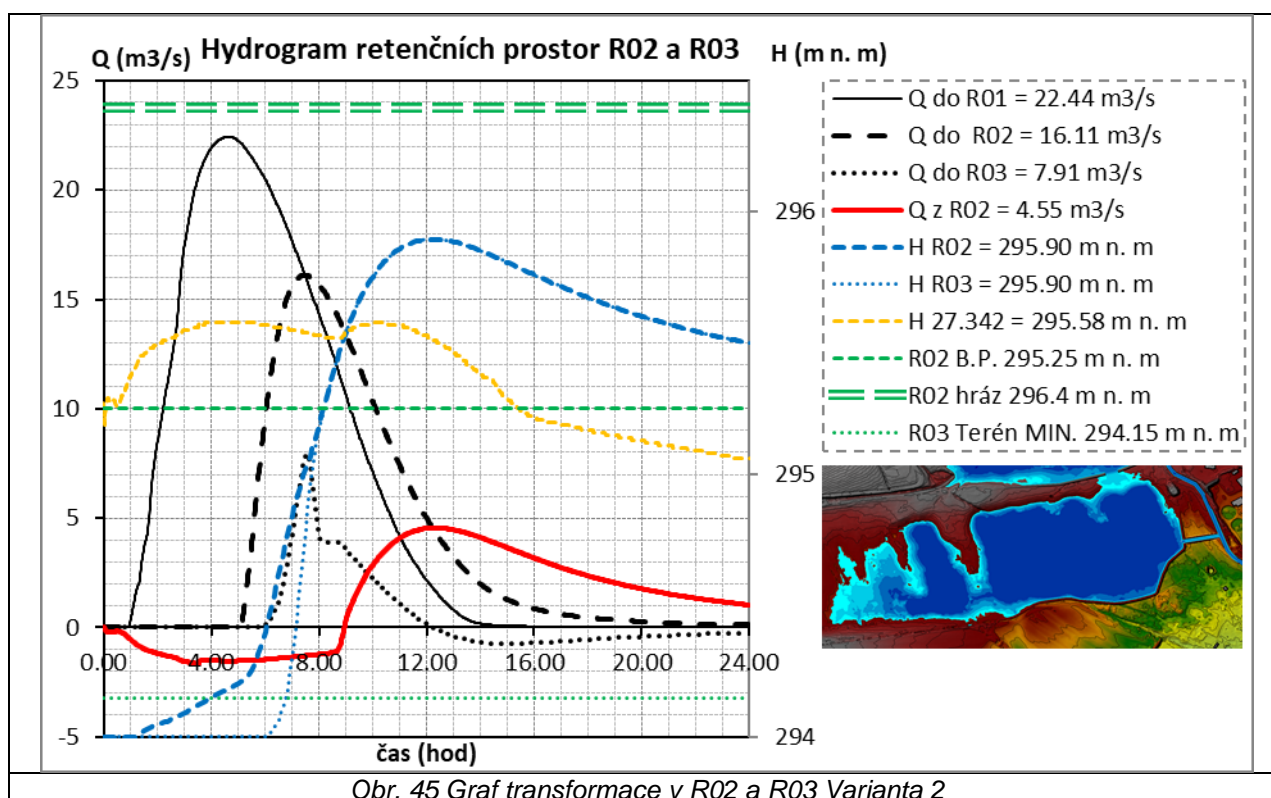 Hydrogram retenčních prostor R02 a R03
Q (m3/s)
H (m n. m)
25
20
15
10
5
0
-5
296
295
294
0.00
4.00
8.00
12.00
16.00
20.00
24.00
čas (hod)
Q do R01 = 22.44 m3/s
Q do R02 = 16.11 m3/s
Q do R03 = 7.91 m3/s
Q z R02 = 4.55 m3/s
H R02 = 295.90 m n. m
H R03 = 295.90 m n. m
H 27.342 = 295.58 m n. m
R02 B.P. 295.25 m n. m
R02 hráz 296.4 m n. m
R03 Terén MIN. 294.15 m n. m
Obr. 45 Graf transformace v R02 a R03 Varianta 2